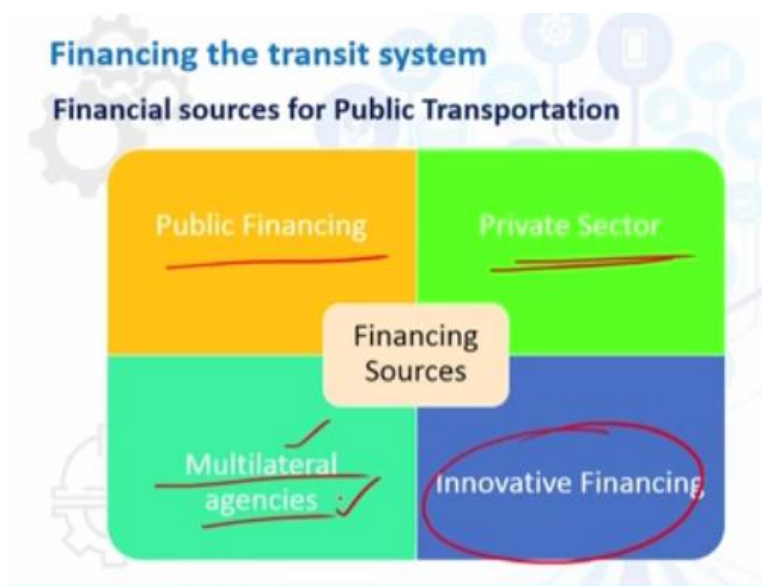 Financing the transit system
Financial sources for Public Transportation
Public Financing
Private Sector
Financing
Sources
Multilateral
agencies
Innovative Financing